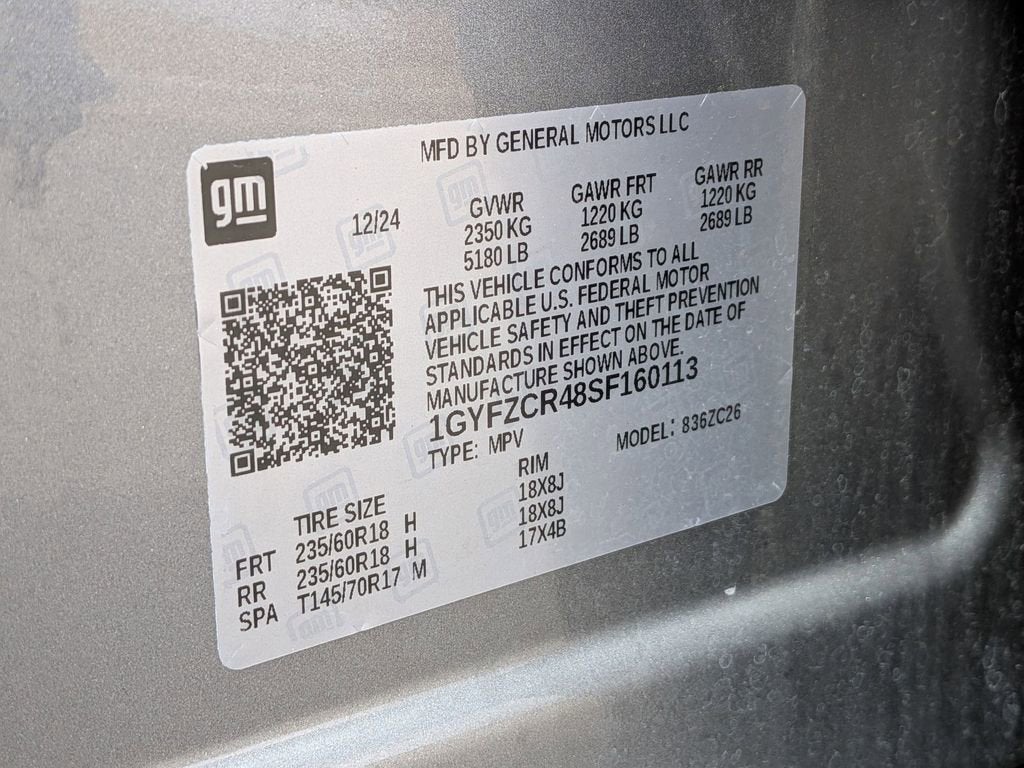 gm
MFD BY GENERAL MOTORS LLC
12/24
GVWR
2350 KG
5180 LB
GAWR FRT
1220 KG
2689 LB
GAWR RR
1220 KG
2689 LB
THIS VEHICLE CONFORMS TO ALL
APPLICABLE U.S. FEDERAL MOTOR
VEHICLE SAFETY AND THEFT PREVENTION
STANDARDS IN EFFECT ON THE DATE OF
MANUFACTURE SHOWN ABOVE.
1GYFZCR48SF160113
TYPE: MPV MODEL: 836ZC26
TIRE SIZE RIM
FRT 235/60R18 H 18X8J
RR 235/60R18 H 18X8J
SPA T145/70R17 M 17X4B